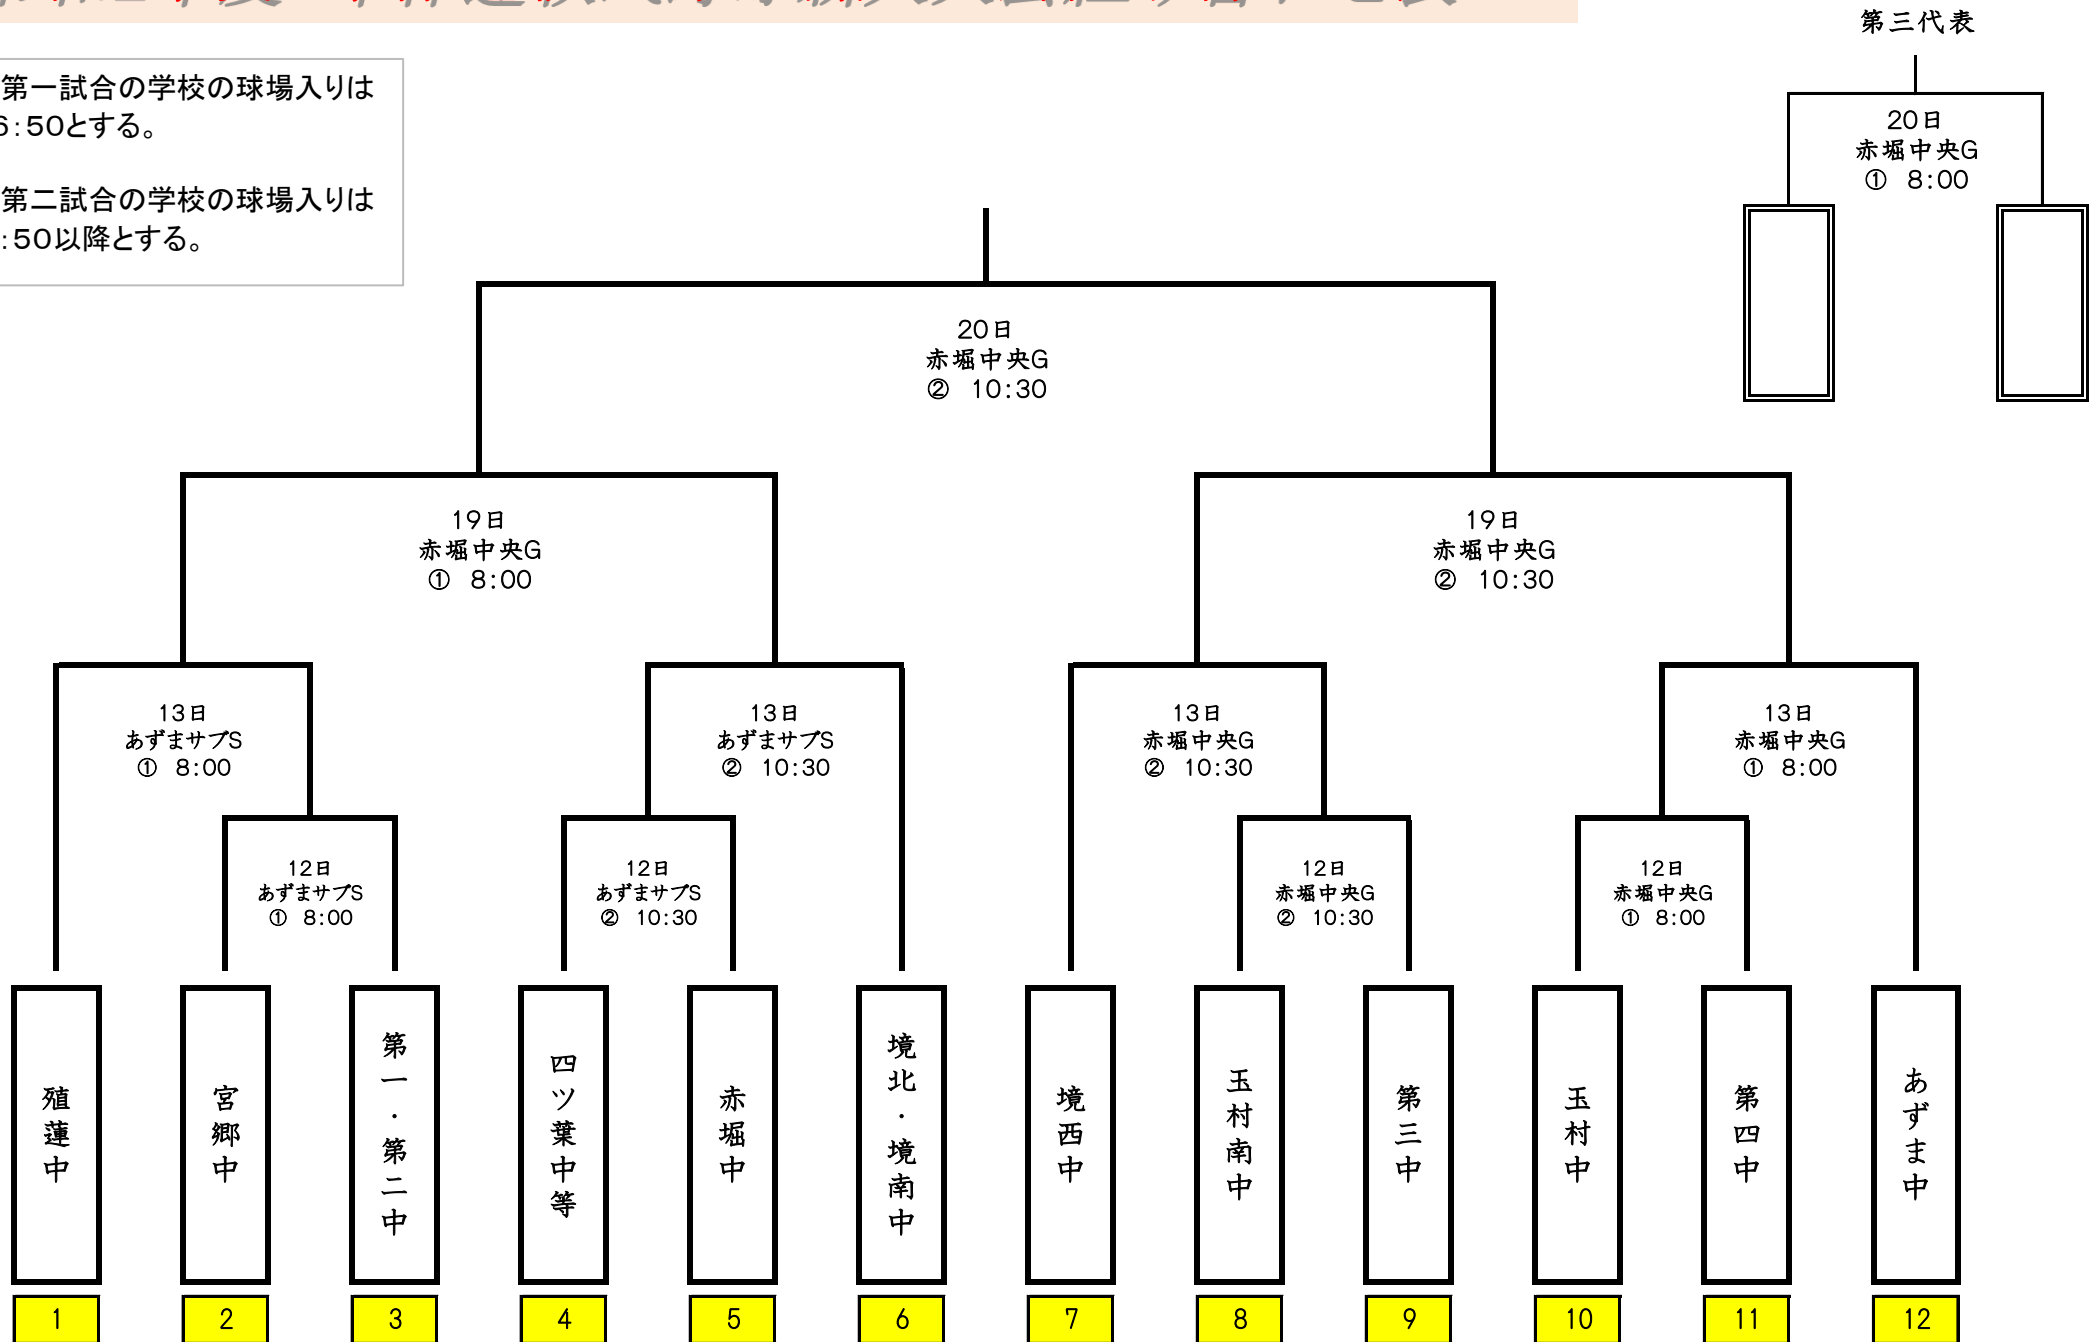 第三代表
第一試合の学校の球場入りは
6:50とする。
第二試合の学校の球場入りは
:50以降とする。
20日
赤堀中央G
① 8:00
20日
赤堀中央G
② 10:30
19日
赤堀中央G
① 8:00
19日
赤堀中央G
② 10:30
13日
あずまサブS
① 8:00
13日
あずまサブS
② 10:30
13日
赤堀中央G
② 10:30
13日
赤堀中央G
① 8:00
12日
あずまサブS
① 8:00
12日
あずまサブS
② 10:30
12日
赤堀中央G
② 10:30
12日
赤堀中央G
① 8:00
殖蓮中
宮郷中
第一・第二中
四ツ葉中等
赤堀中
境北・境南中
境西中
玉村南中
第三中
玉村中
第四中
あずま中
1
2
3
4
5
6
7
8
9
10
11
12